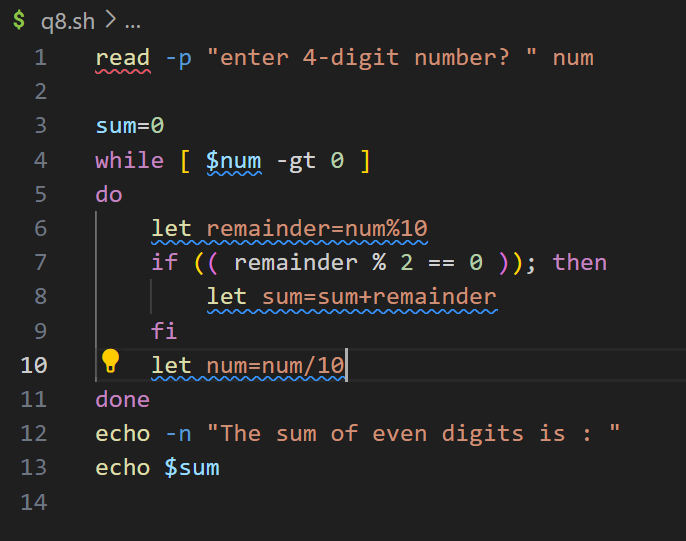 $ q8.sh > ...
1 read -p "enter 4-digit number? " num
2
3 sum=0
4 while [ $num -gt 0 ]
5 do
6 let remainder=num%10
7 if (( remainder % 2 == 0 )); then
8 let sum=sum+remainder
9 fi
10 let num=num/10
11 done
12 echo -n "The sum of even digits is : "
13 echo $sum
14